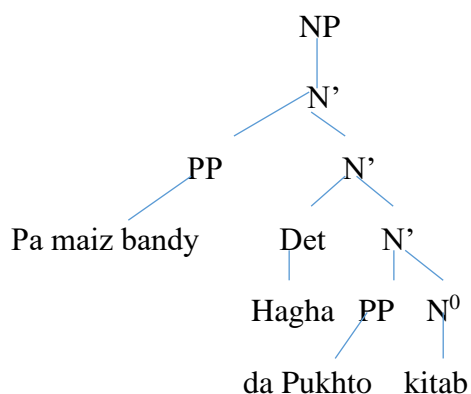 NP
N’
PP N’
Pa maiz bandy Det N’
Hagha PP N⁰
da Pukhto kitab